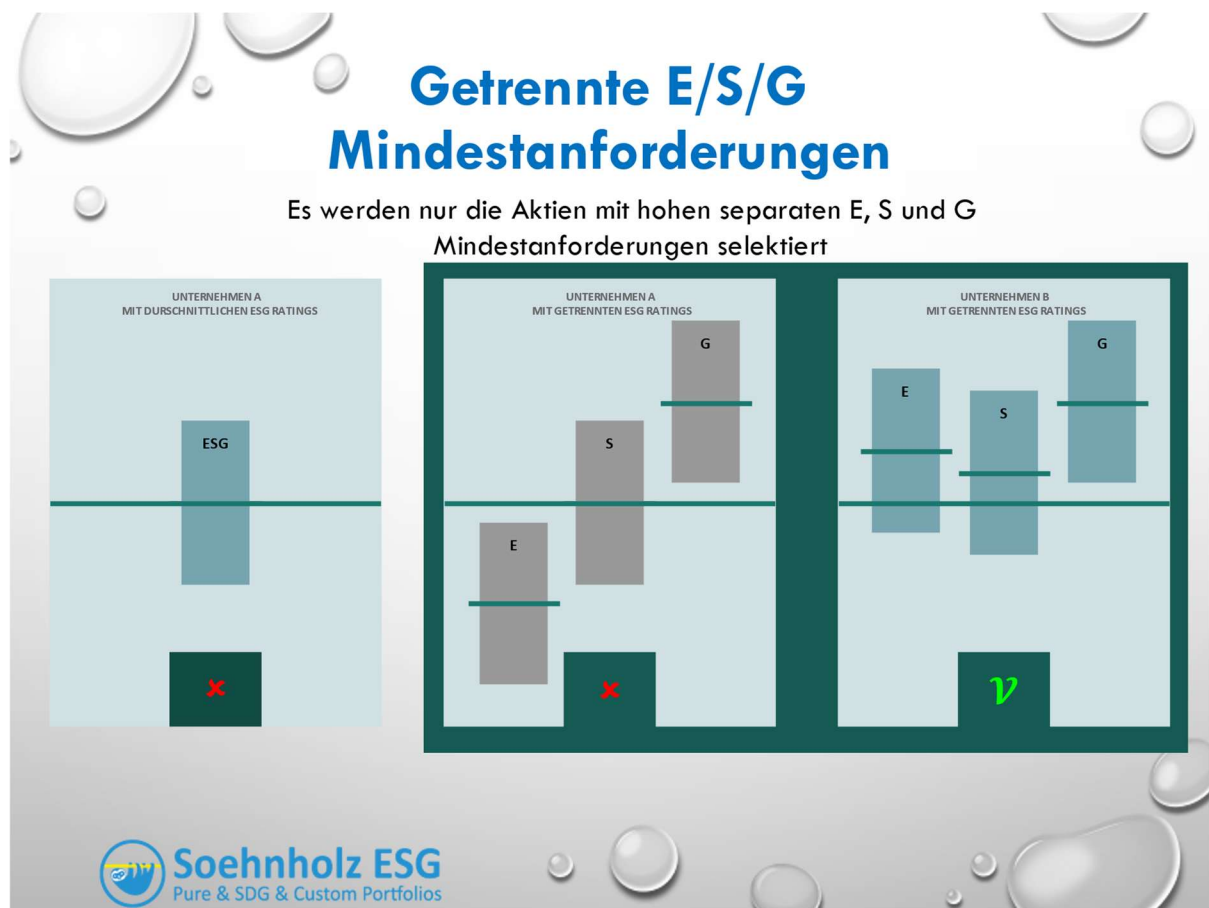 Getrennte E/S/G
Mindestanforderungen
Es werden nur die Aktien mit hohen separaten E, S und G
Mindestanforderungen selektiert
UNTERNEHMEN A
MIT DURSCHNITTLICHEN ESG RATINGS
ESG
✘
UNTERNEHMEN A
MIT GETRENNTEN ESG RATINGS
G
S
E
✘
UNTERNEHMEN B
MIT GETRENNTEN ESG RATINGS
G
E
S
V
Soehnholz ESG
Pure & SDG & Custom Portfolios